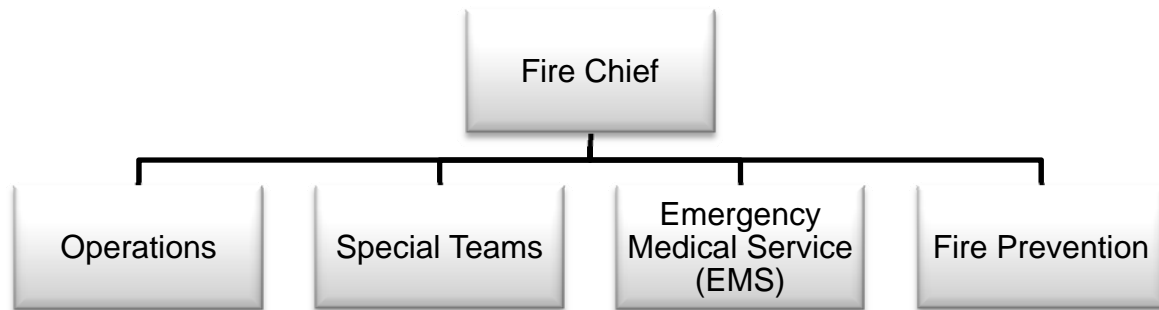 Fire Chief
Operations
Special Teams
Emergency
Medical Service
(EMS)
Fire Prevention